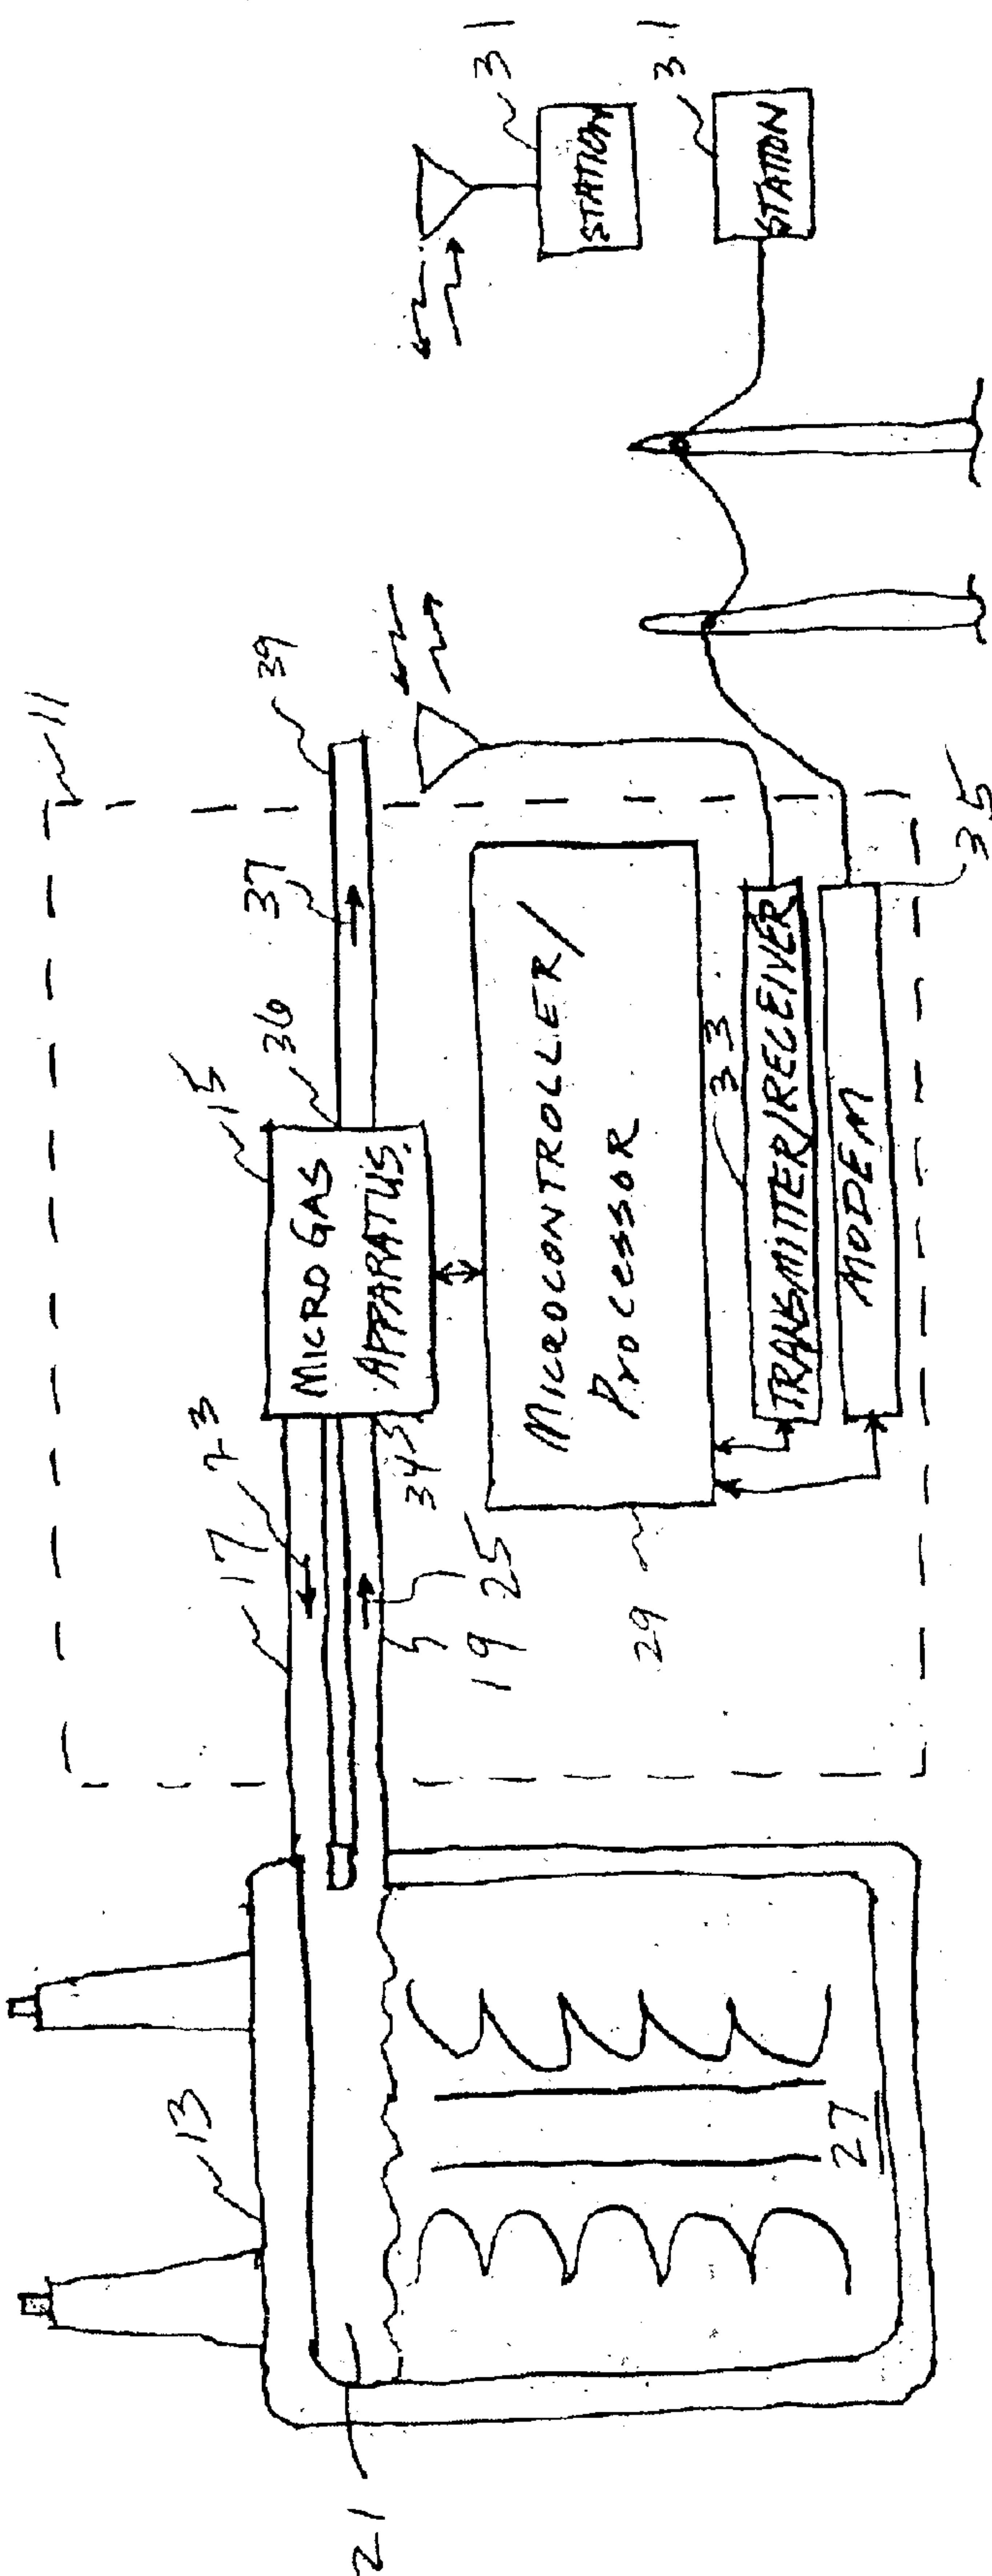 11
13
15
17
23
36
37
39
MICRO GAS
APPARATUS.
34
21
19
25
MICROCONTROLLER/
Processor
29
33
TRANSMITTER/RECEIVER
MODEM
35
27
31
STATION
31
STATION